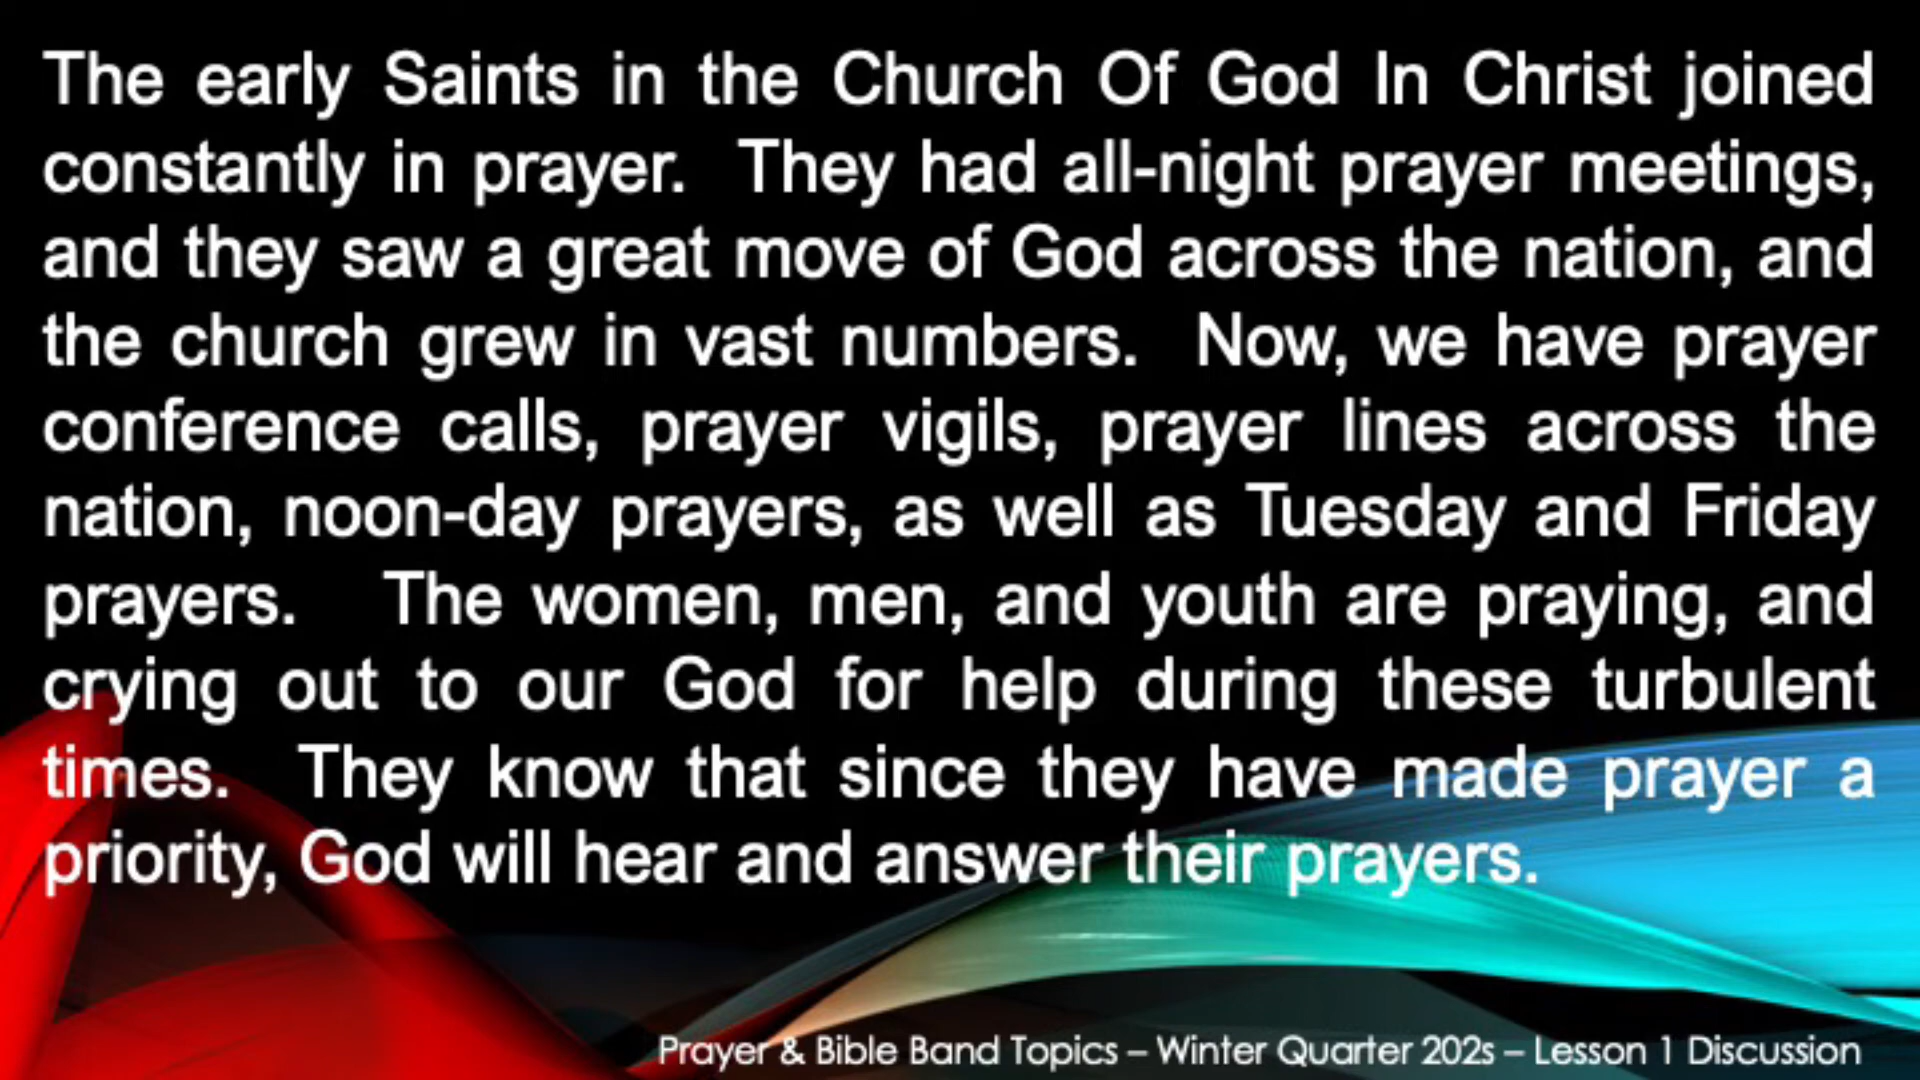 The early Saints in the Church Of God In Christ joined
constantly in prayer. They had all-night prayer meetings,
and they saw a great move of God across the nation, and
the church grew in vast numbers. Now, we have prayer
conference calls, prayer vigils, prayer lines across the
nation, noon-day prayers, as well as Tuesday and Friday
prayers. The women, men, and youth are praying, and
crying out to our God for help during these turbulent
times. They know that since they have made prayer a
priority, God will hear and answer their prayers.
Prayer & Bible Band Topics – Winter Quarter 202s – Lesson 1 Discussion